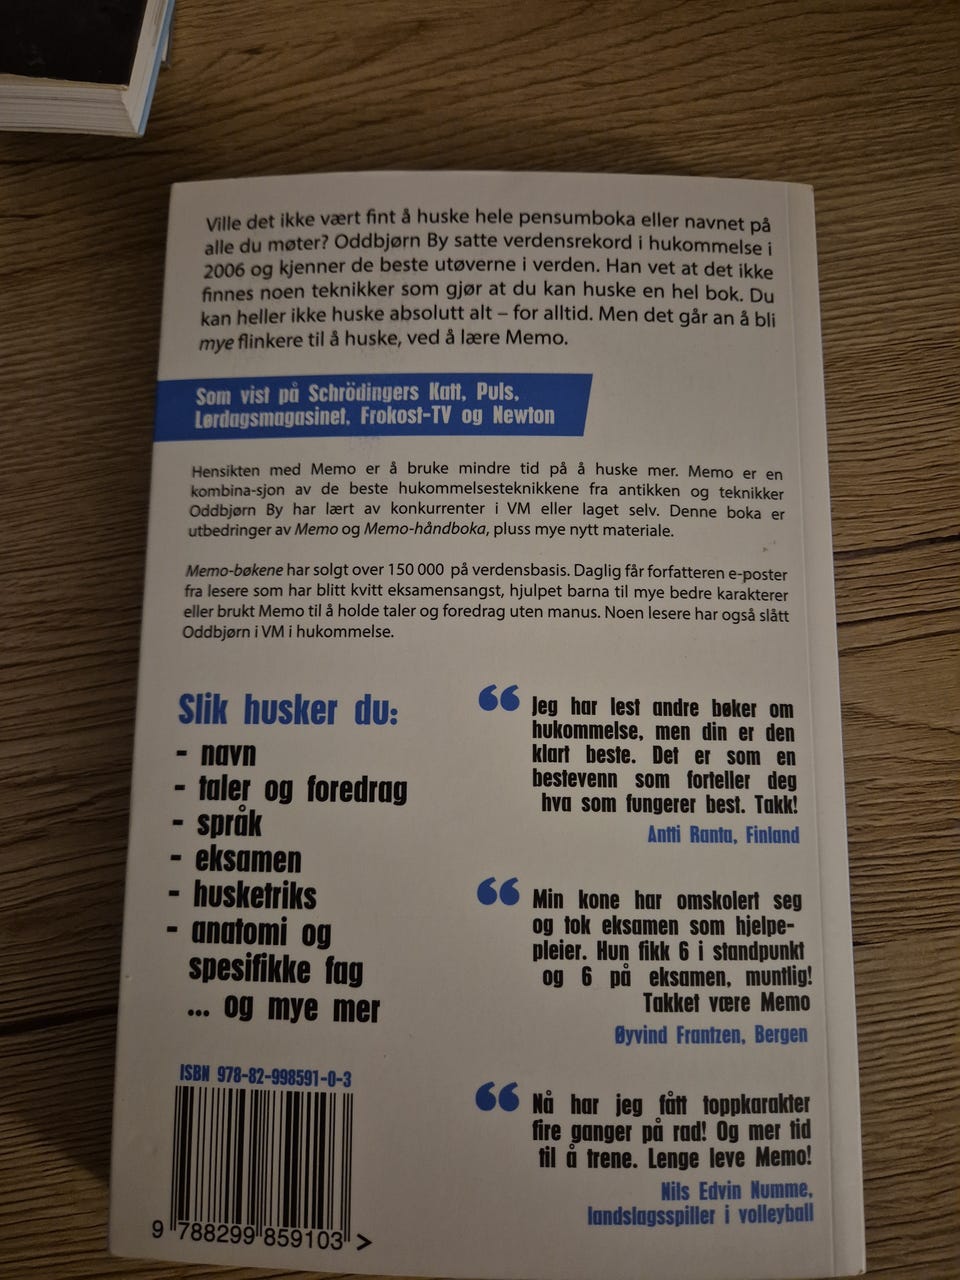 Ville det ikke vært fint å huske hele pensumboka eller navnet på
alle du møter? Oddbjørn By satte verdensrekord i hukommelse i
2006 og kjenner de beste utøverne i verden. Han vet at det ikke
finnes noen teknikker som gjør at du kan huske en hel bok. Du
kan heller ikke huske absolutt alt – for alltid. Men det går an å bli
mye flinkere til å huske, ved å lære Memo.
Som vist på Schrödingers Katt, Puls,
Lørdagsmagasinet, Frokost-TV og Newton
Hensikten med Memo er å bruke mindre tid på å huske mer. Memo er en
kombina-sjon av de beste hukommelsesteknikkene fra antikken og teknikker
Oddbjørn By har lært av konkurrenter i VM eller laget selv. Denne boka er
utbedringer av Memo og Memo-håndboka, pluss mye nytt materiale.
Memo-bøkene har solgt over 150 000 på verdensbasis. Daglig får forfatteren e-poster
fra lesere som har blitt kvitt eksamensangst, hjulpet barna til mye bedre karakterer
eller brukt Memo til å holde taler og foredrag uten manus. Noen lesere har også slått
Oddbjørn i VM i hukommelse.
Slik husker du:
- navn
- taler og foredrag
- språk
- eksamen
- husketriks
- anatomi og
spesifikke fag
... og mye mer
ISBN 978-82-998591-0-3
9 788299 859103 >
“ Jeg har lest andre bøker om
hukommelse, men din er den
klart beste. Det er som en
bestevenn som forteller deg
hva som fungerer best. Takk!
Antti Ranta, Finland
“ Min kone har omskolert seg
og tok eksamen som hjelpe-
pleier. Hun fikk 6 i standpunkt
og 6 på eksamen, muntlig!
Takket være Memo
Øyvind Frantzen, Bergen
“ Nå har jeg fått toppkarakter
fire ganger på rad! Og mer tid
til å trene. Lenge leve Memo!
Nils Edvin Numme,
landslagsspiller i volleyball